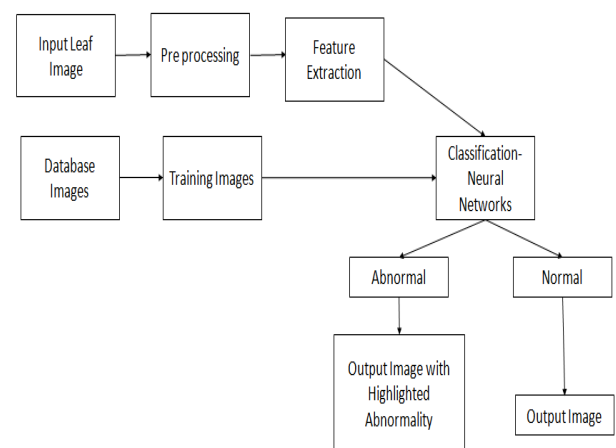 Input Leaf
Image
Pre processing
Feature
Extraction
Database
Images
Training Images
Classification-
Neural
Networks
Abnormal
Normal
Output Image with
Highlighted
Abnormality
Output Image